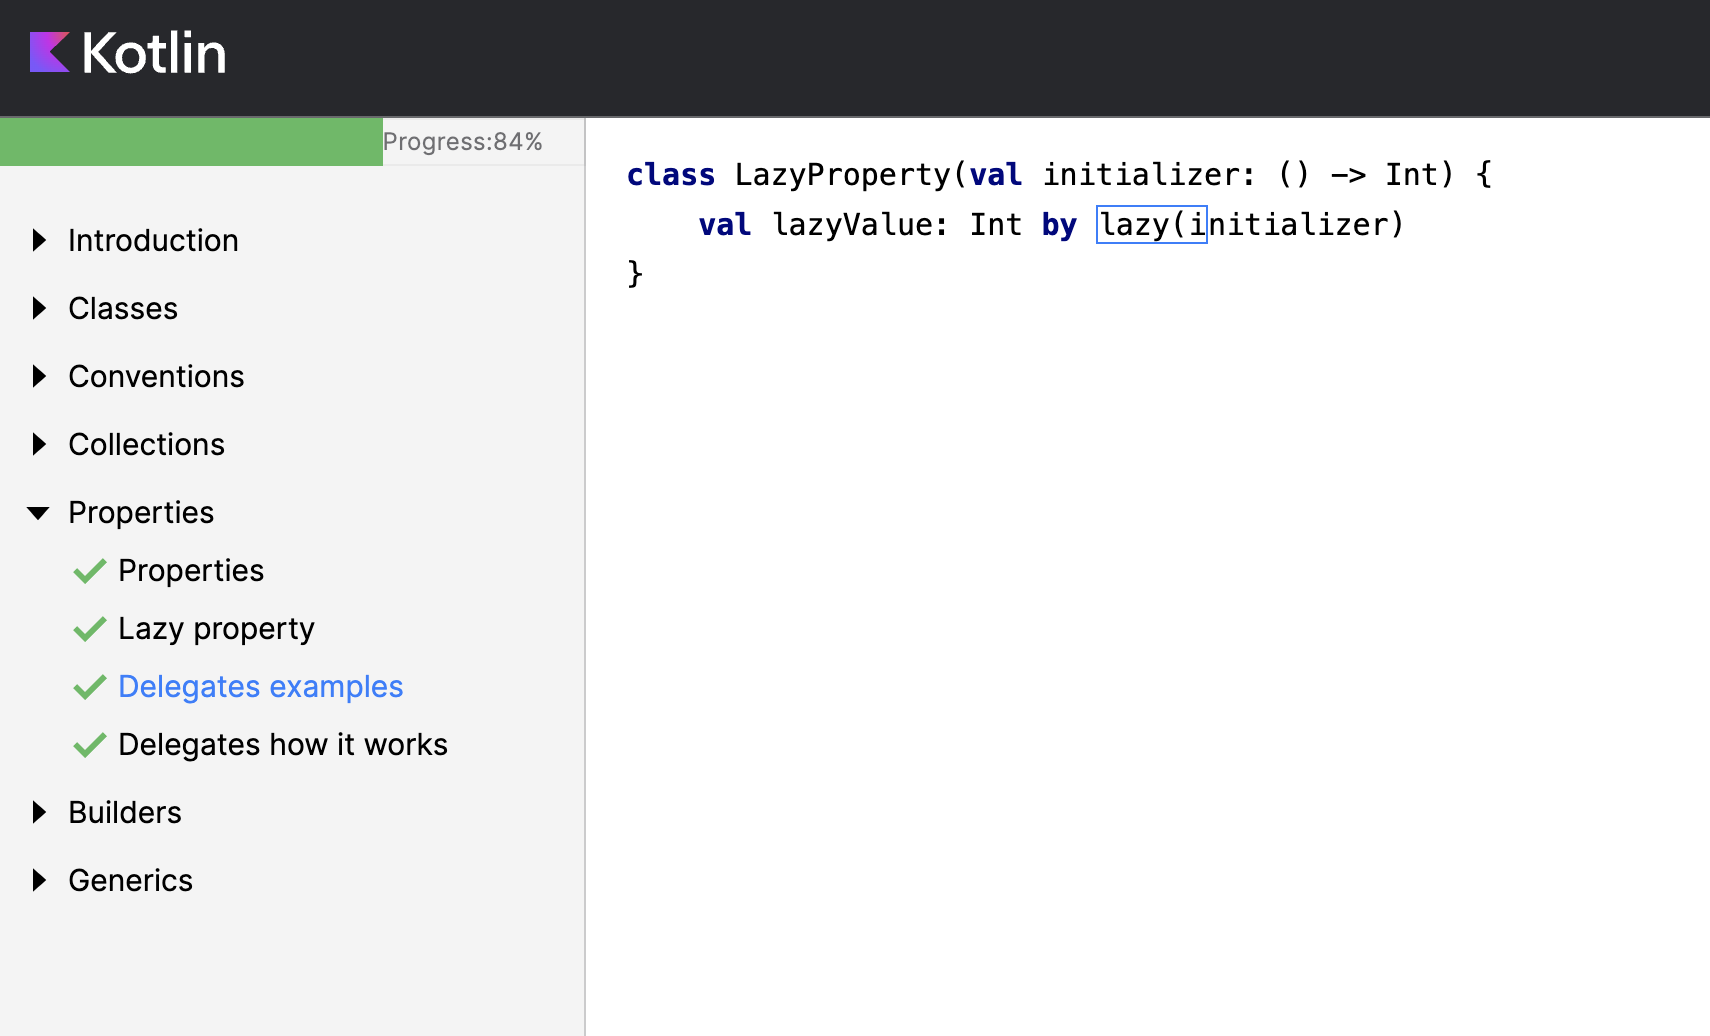 Kotlin
Progress:84%
Introduction
Classes
Conventions
Collections
Properties
Properties
Lazy property
Delegates examples
Delegates how it works
Builders
Generics
class LazyProperty(val initializer: () -> Int) {
    val lazyValue: Int by lazy(initializer)
}